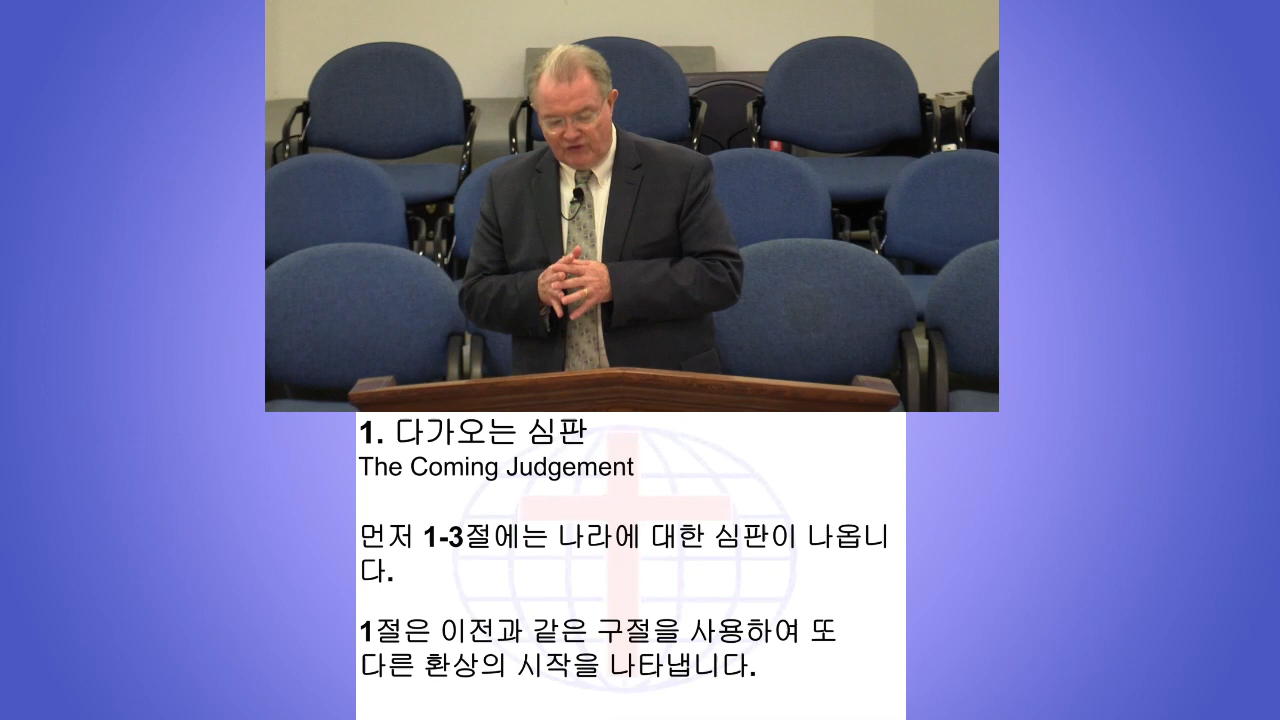 1. 다가오는 심판
The Coming Judgement
먼저 1-3절에는 나라에 대한 심판이 나옵니
다.
1절은 이전과 같은 구절을 사용하여 또
다른 환상의 시작을 나타냅니다.